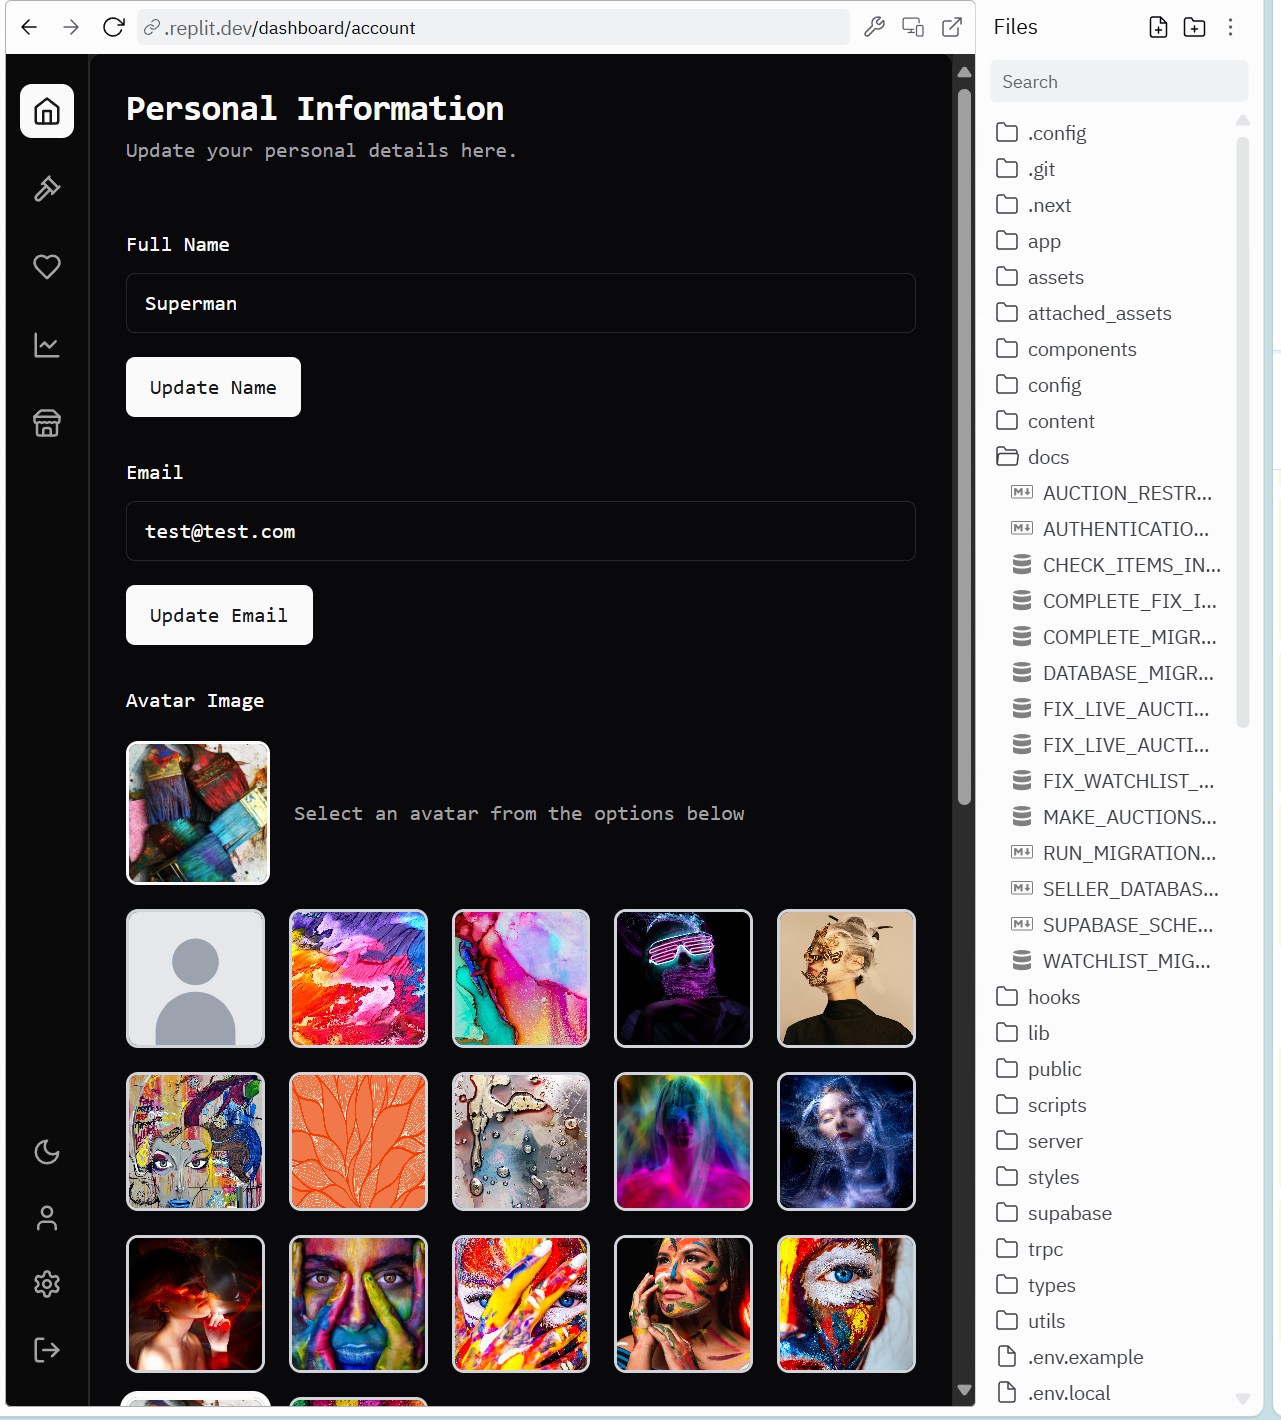 .replit.dev/dashboard/account
Personal Information
Update your personal details here.
Full Name
Superman
Update Name
Email
test@test.com
Update Email
Avatar Image
Select an avatar from the options below
Files
Search
.config
.git
.next
app
assets
attached_assets
components
config
content
docs
AUCTION_RESTR...
AUTHENTICATIO...
CHECK_ITEMS_IN...
COMPLETE_FIX_I...
COMPLETE_MIGR...
DATABASE_MIGR...
FIX_LIVE_AUCTI...
FIX_LIVE_AUCTI...
FIX_WATCHLIST_...
MAKE_AUCTIONS...
RUN_MIGRATION...
SELLER_DATABAS...
SUPABASE_SCHE...
WATCHLIST_MIG...
hooks
lib
public
scripts
server
styles
supabase
trpc
types
utils
.env.example
.env.local